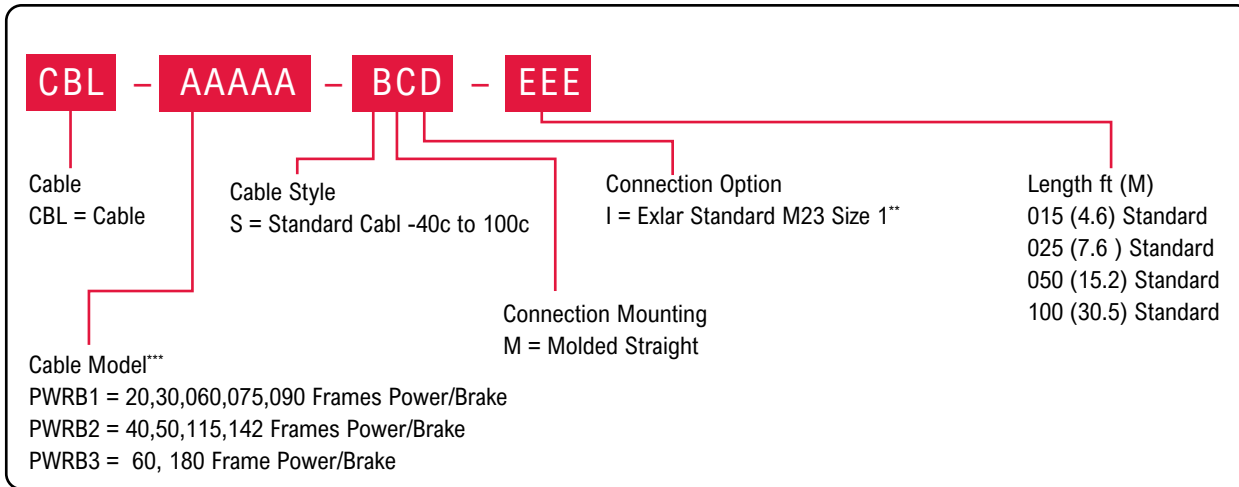 CBL – AAAAA – BCD – EEE
Cable
CBL = Cable
Cable Style
S = Standard Cabl -40c to 100c
Connection Option
I = Exlar Standard M23 Size 1**
Length ft (M)
015 (4.6) Standard
025 (7.6 ) Standard
050 (15.2) Standard
100 (30.5) Standard
Connection Mounting
M = Molded Straight
Cable Model***
PWRB1 = 20,30,060,075,090 Frames Power/Brake
PWRB2 = 40,50,115,142 Frames Power/Brake
PWRB3 =  60, 180 Frame Power/Brake